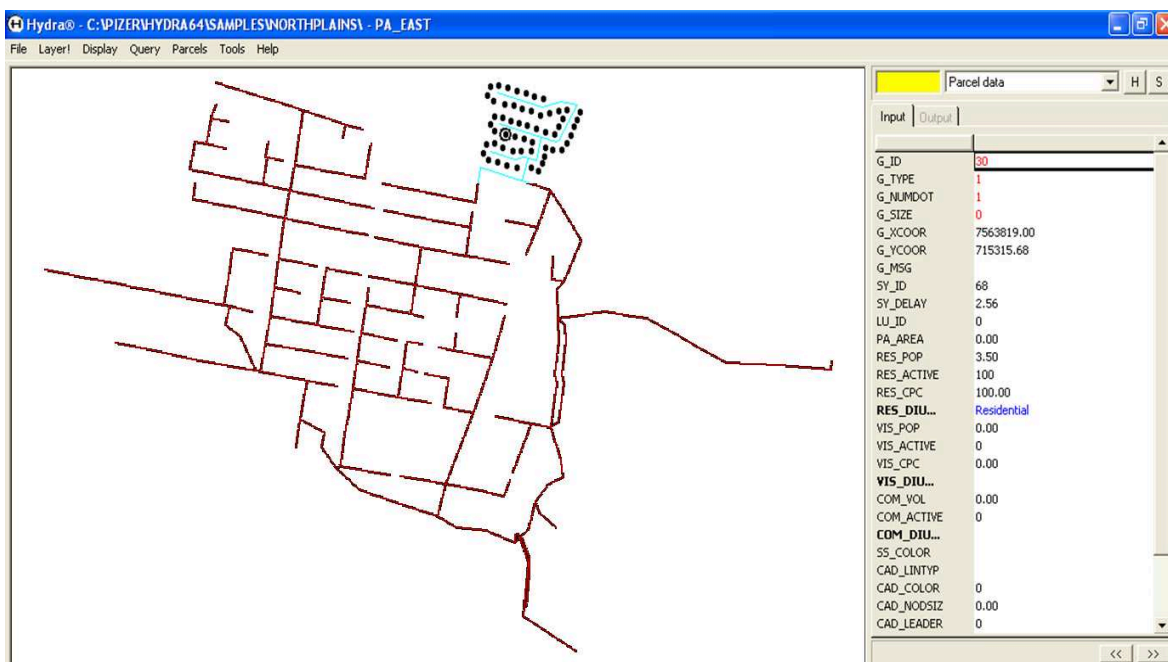 Hydra® - C:\PIZER\HYDRA64\SAMPLES\NORTHPLAINS\ - PA_EAST
File Layer! Display Query Parcels Tools Help
Parcel data H S
Input Output
G_ID 30
G_TYPE 1
G_NUMDOT 1
G_SIZE 0
G_XCOOR 7563819.00
G_YCOOR 715315.68
G_MSG
SY_ID 68
SY_DELAY 2.56
LU_ID 0
PA_AREA 0.00
RES_POP 3.50
RES_ACTIVE 100
RES_CPC 100.00
RES_DIU... Residential
VIS_POP 0.00
VIS_ACTIVE 0
VIS_CPC 0.00
VIS_DIU...
COM_VOL 0.00
COM_ACTIVE 0
COM_DIU...
SS_COLOR
CAD_LINTYP
CAD_COLOR 0
CAD_NODSIZ 0.00
CAD_LEADER 0
<< >>